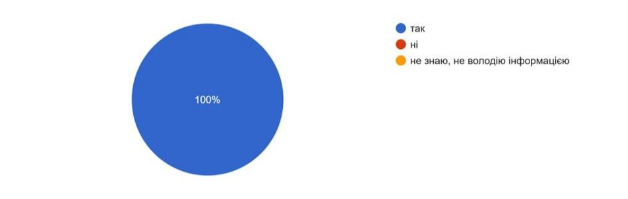 так
ні
не знаю, не володію інформацією
100%